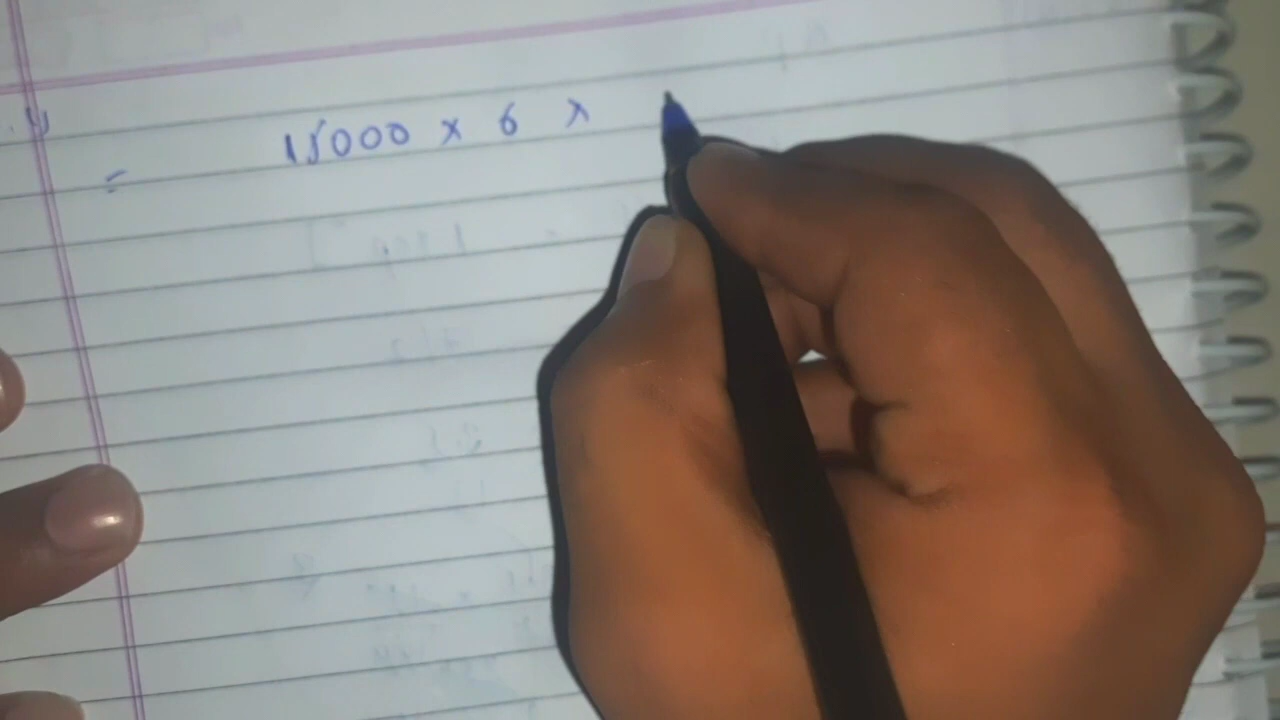 15000 x 6 x
=